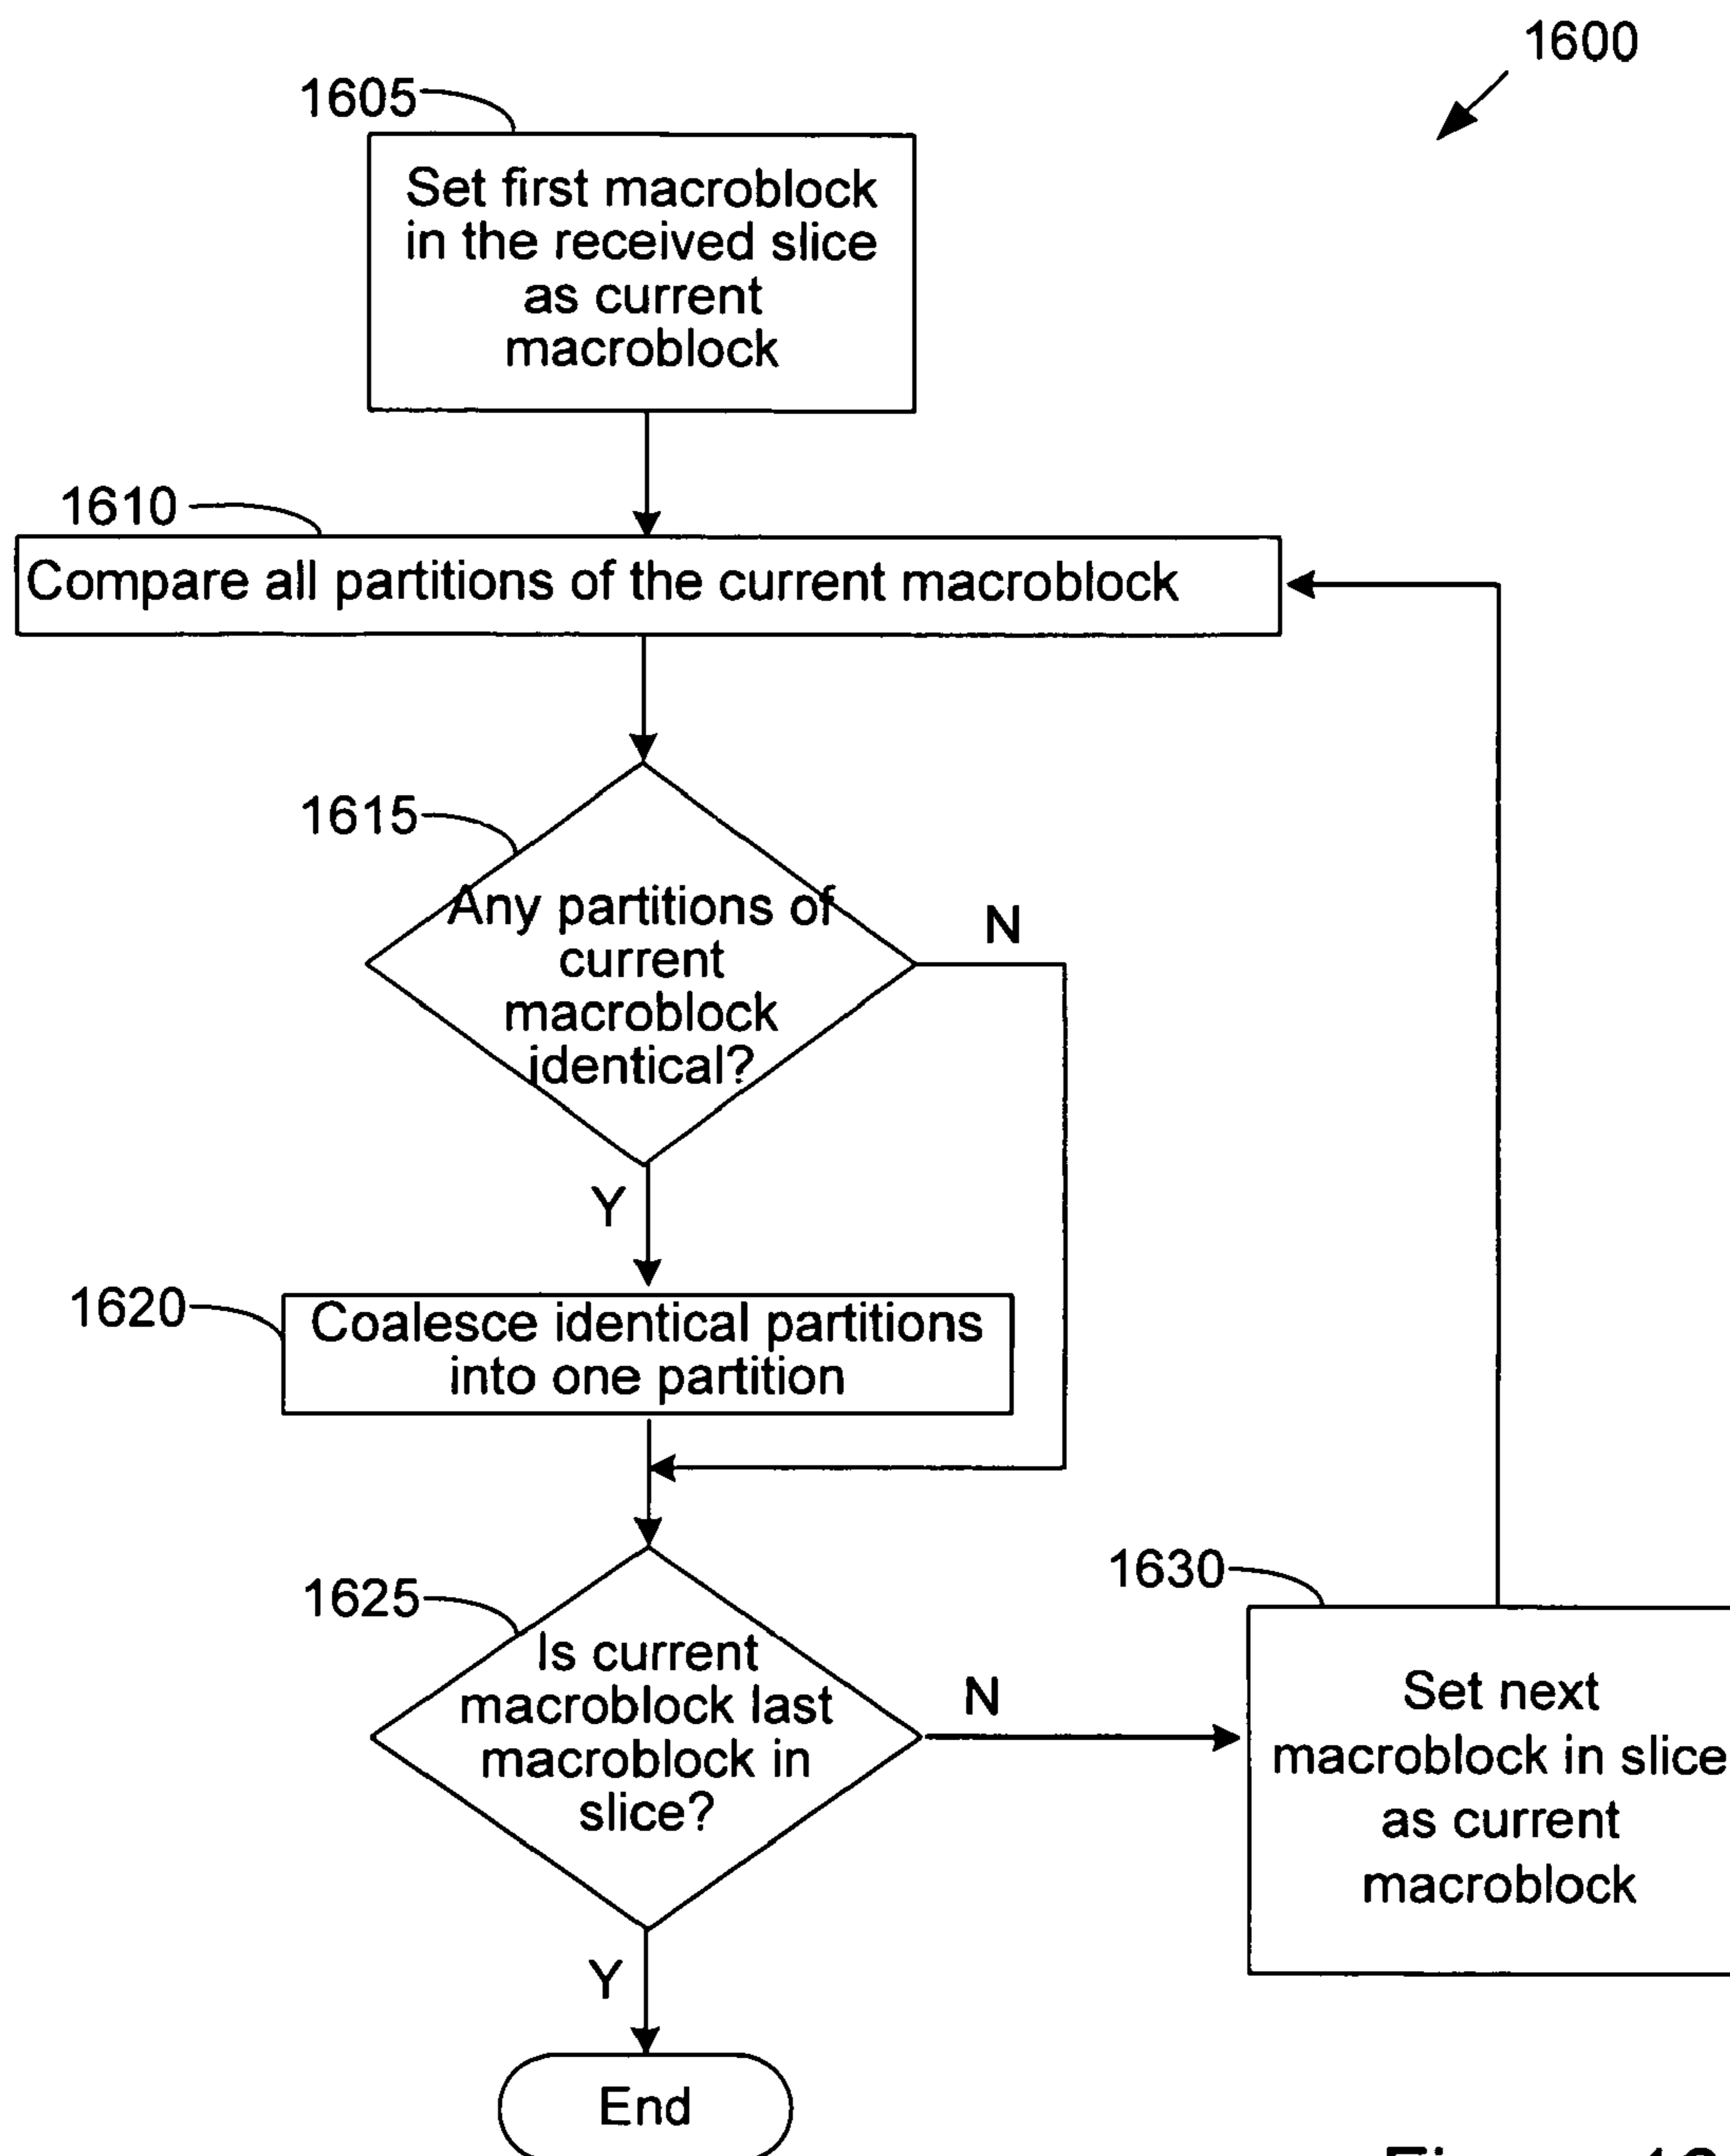 1600
1605
Set first macroblock
in the received slice
as current
macroblock
1610
Compare all partitions of the current macroblock
1615
Any partitions of
current
macroblock
identical?
N
Y
1620
Coalesce identical partitions
into one partition
1625
Is current
macroblock last
macroblock in
slice?
N
1630
Set next
macroblock in slice
as current
macroblock
Y
End